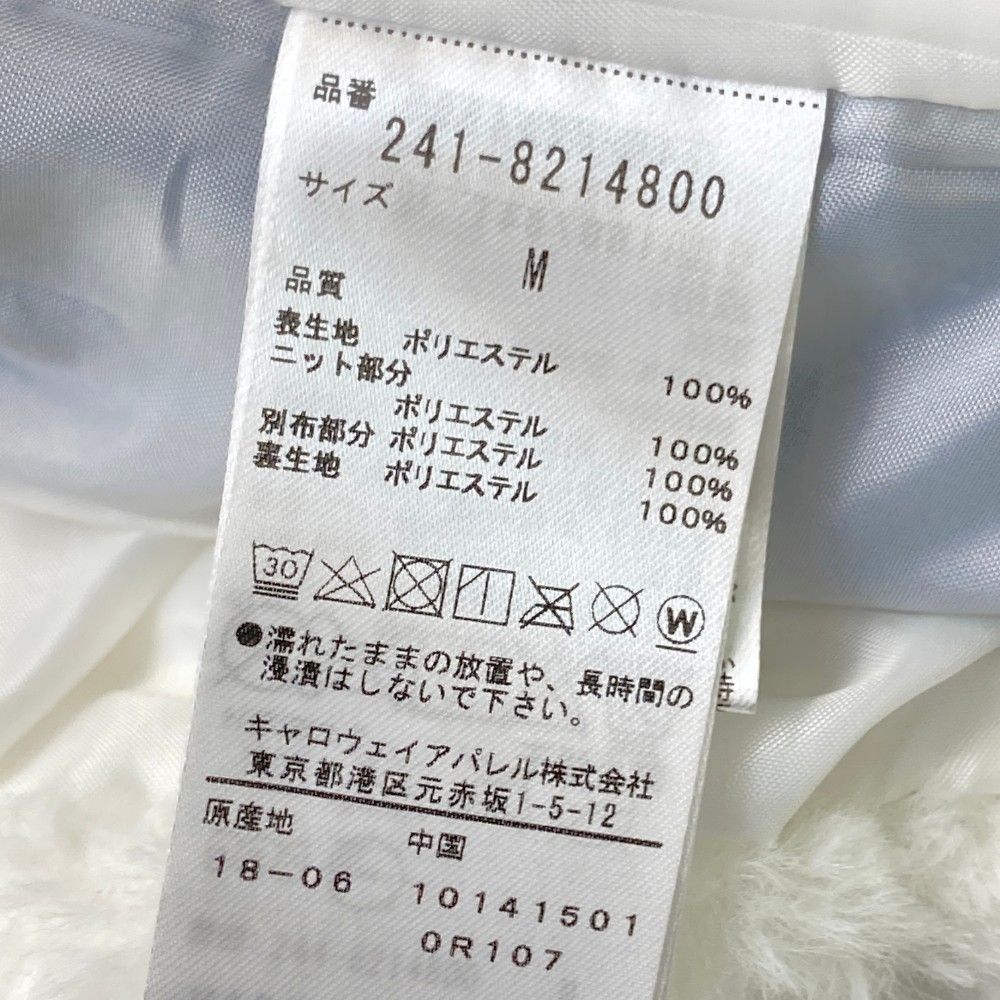 品番
241-8214800
サイズ
M
品質
表生地 ポリエステル 100%
ニット部分
ポリエステル 100%
別布部分 ポリエステル 100%
裏生地 ポリエステル 100%
30
W
●濡れたままの放置や、長時間の
浸漬はしないで下さい。
キャロウェイアパレル株式会社
東京都港区元赤坂1-5-12
原産地 中国
18-06 10141501
0R107